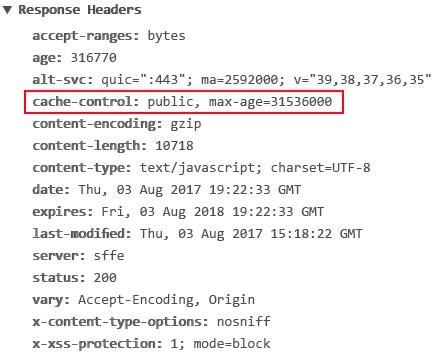 ▼ Response Headers
accept-ranges: bytes
age: 316770
alt-svc: quic=":443"; ma=2592000; v="39,38,37,36,35"
cache-control: public, max-age=31536000
content-encoding: gzip
content-length: 10718
content-type: text/javascript; charset=UTF-8
date: Thu, 03 Aug 2017 19:22:33 GMT
expires: Fri, 03 Aug 2018 19:22:33 GMT
last-modified: Thu, 03 Aug 2017 15:18:22 GMT
server: sffe
status: 200
vary: Accept-Encoding, Origin
x-content-type-options: nosniff
x-xss-protection: 1; mode=block